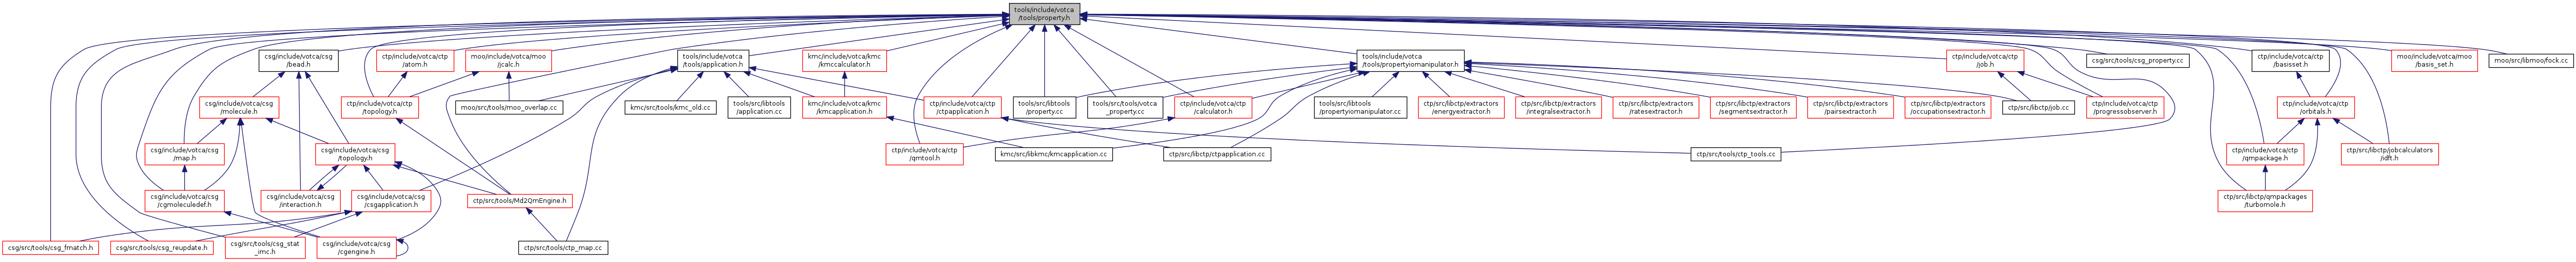 tools/include/votca
/tools/property.h
csg/include/votca/csg
/bead.h
ctp/include/votca/ctp
/atom.h
moo/include/votca/moo
/jcalc.h
tools/include/votca
/tools/application.h
kmc/include/votca/kmc
/kmccalculator.h
tools/include/votca
/tools/propertyiomanipulator.h
ctp/include/votca/ctp
/job.h
csg/src/tools/csg_property.cc
ctp/include/votca/ctp
/basisset.h
moo/include/votca/moo
/basis_set.h
moo/src/libmoo/fock.cc
csg/include/votca/csg
/molecule.h
ctp/include/votca/ctp
/topology.h
moo/src/tools/moo_overlap.cc
kmc/src/tools/kmc_old.cc
tools/src/libtools
/application.cc
kmc/include/votca/kmc
/kmcapplication.h
ctp/include/votca/ctp
/ctpapplication.h
tools/src/libtools
/property.cc
tools/src/tools/votca
_property.cc
ctp/include/votca/ctp
/calculator.h
tools/src/libtools
/propertyiomanipulator.cc
ctp/src/libctp/extractors
/energyextractor.h
ctp/src/libctp/extractors
/integralsextractor.h
ctp/src/libctp/extractors
/ratesextractor.h
ctp/src/libctp/extractors
/segmentsextractor.h
ctp/src/libctp/extractors
/pairsextractor.h
ctp/src/libctp/extractors
/occupationsextractor.h
ctp/src/libctp/job.cc
ctp/include/votca/ctp
/progressobserver.h
ctp/include/votca/ctp
/orbitals.h
csg/include/votca/csg
/map.h
csg/include/votca/csg
/topology.h
ctp/include/votca/ctp
/qmtool.h
kmc/src/libkmc/kmcapplication.cc
ctp/src/libctp/ctpapplication.cc
ctp/src/tools/ctp_tools.cc
ctp/include/votca/ctp
/qmpackage.h
ctp/src/libctp/jobcalculators
/idft.h
csg/include/votca/csg
/cgmoleculedef.h
csg/include/votca/csg
/interaction.h
csg/include/votca/csg
/csgapplication.h
ctp/src/tools/Md2QmEngine.h
ctp/src/libctp/qmpackages
/turbomole.h
csg/src/tools/csg_fmatch.h
csg/src/tools/csg_reupdate.h
csg/src/tools/csg_stat
_imc.h
csg/include/votca/csg
/cgengine.h
ctp/src/tools/ctp_map.cc